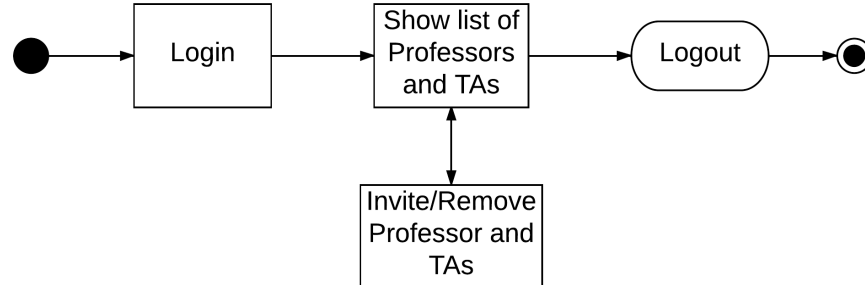 Login
Show list of
Professors
and TAs
Logout
Invite/Remove
Professor and
TAs